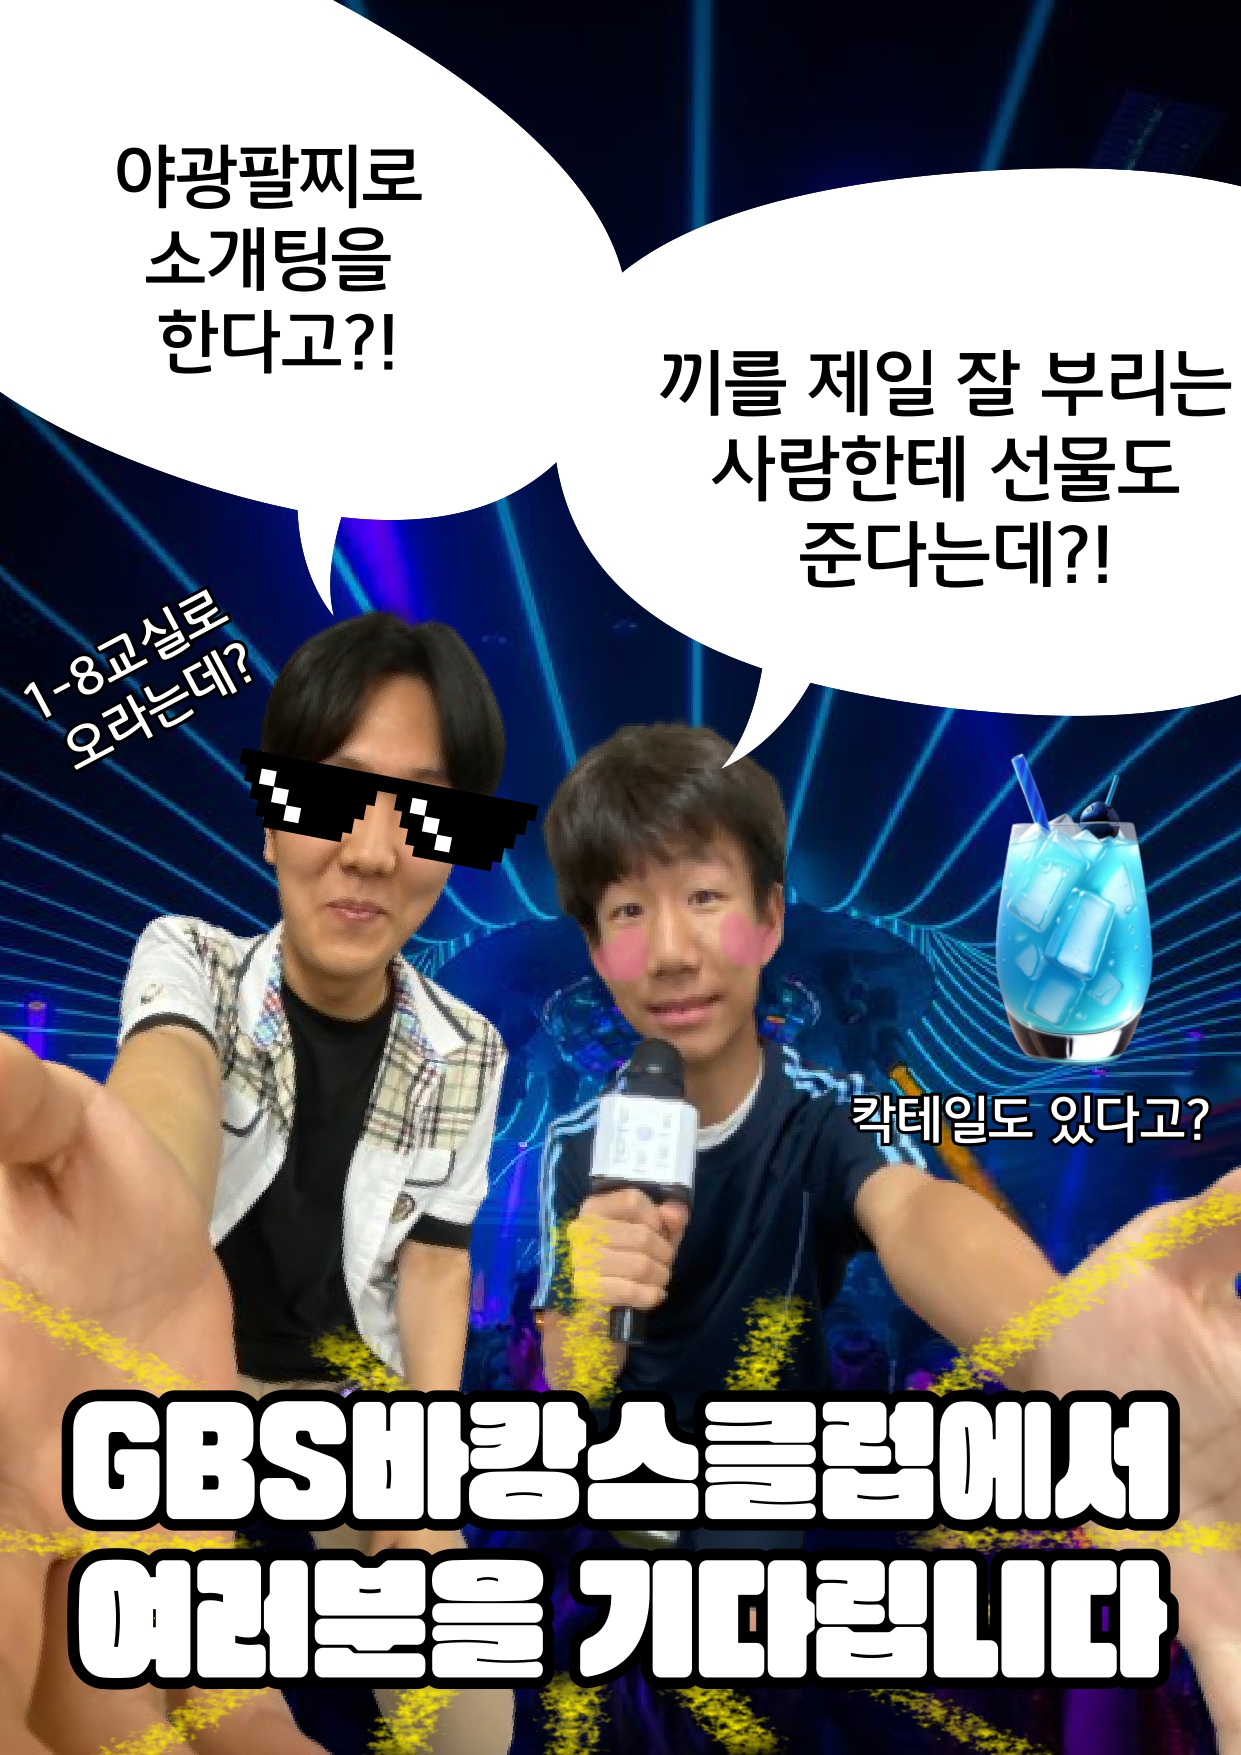 야광팔찌로
소개팅을
한다고?!
끼를 제일 잘 부리는
사람한테 선물도
준다는데?!
1-8교실로
오라는데?
칵테일도 있다고?
GBS바캉스클럽에서
여러분을 기다립니다